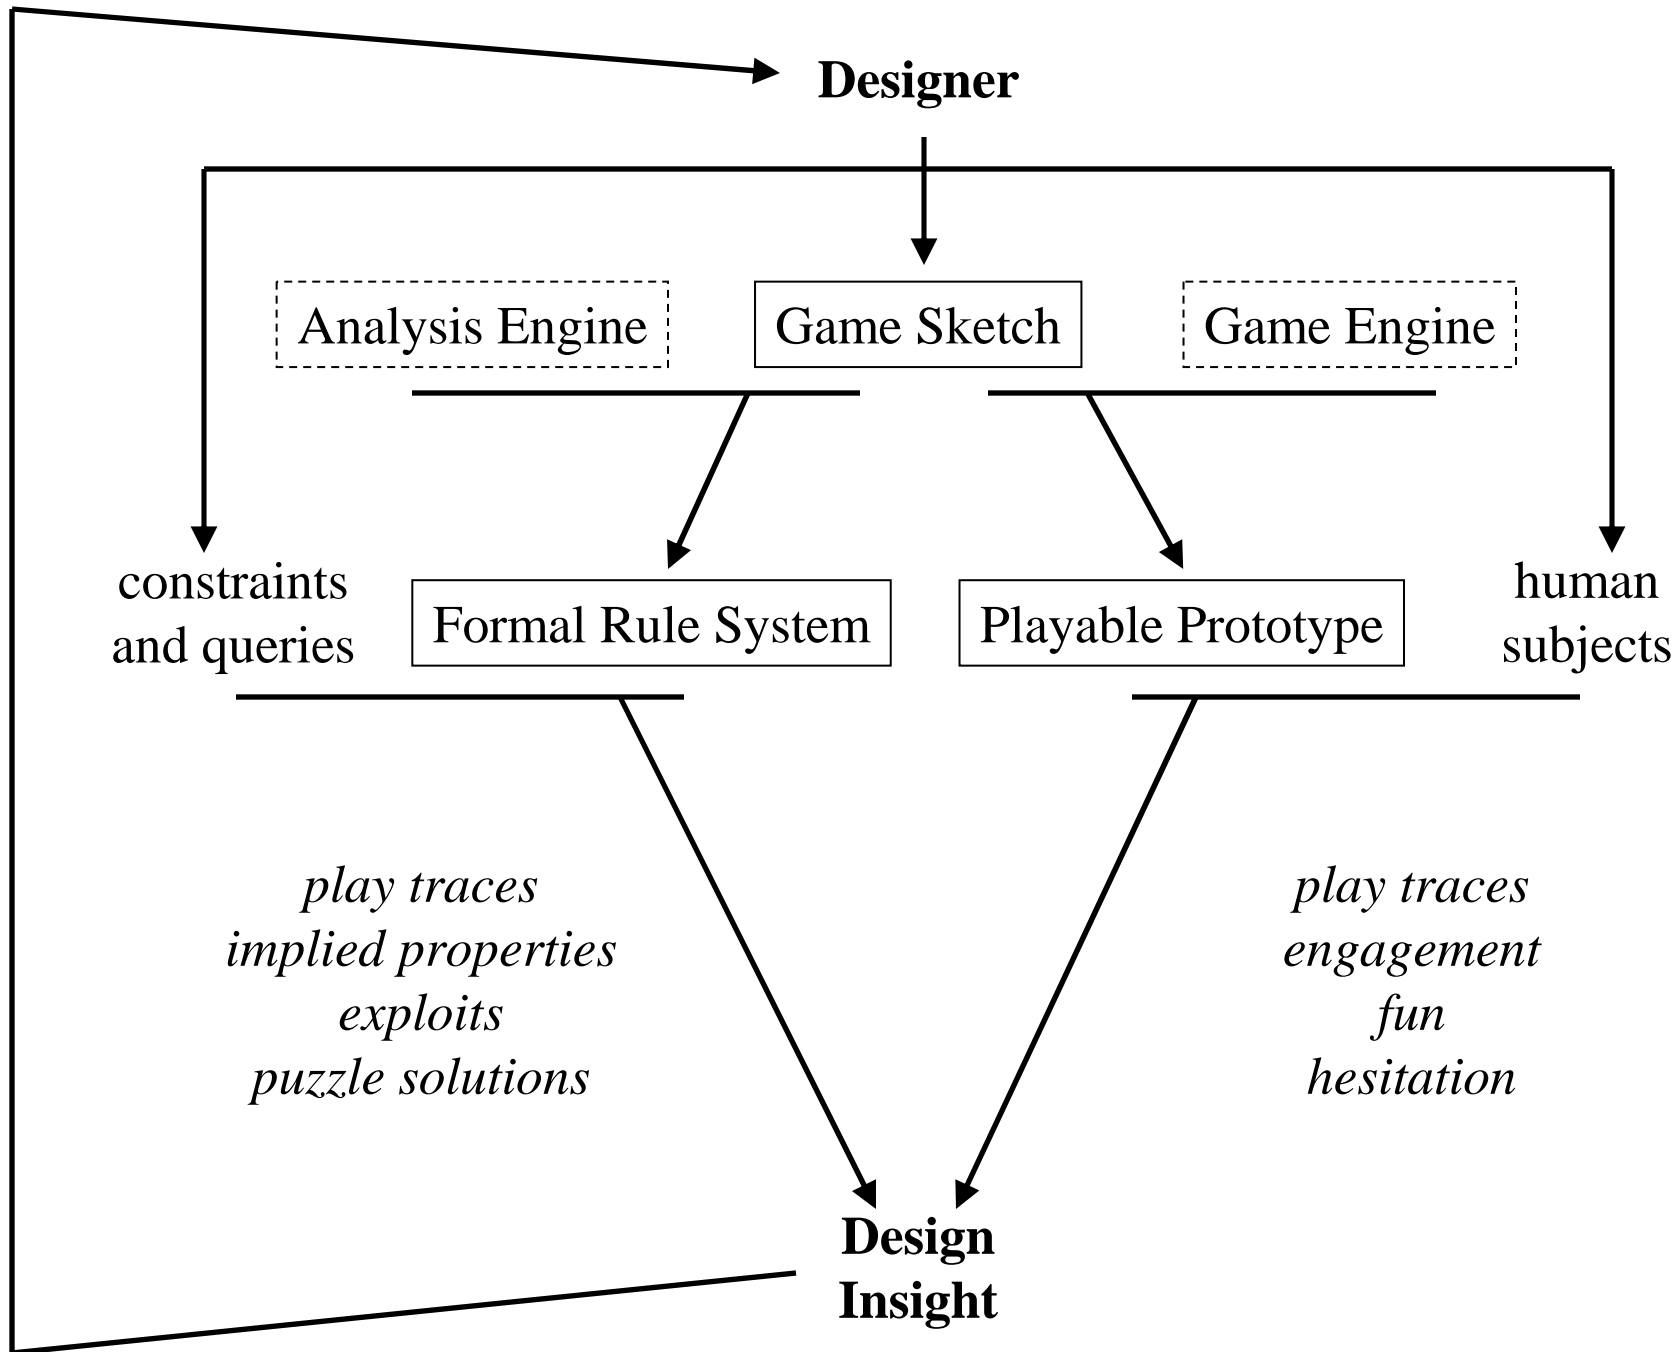 Designer
Analysis Engine
Game Sketch
Game Engine
constraints
and queries
Formal Rule System
Playable Prototype
human
subjects
play traces
implied properties
exploits
puzzle solutions
play traces
engagement
fun
hesitation
Design
Insight